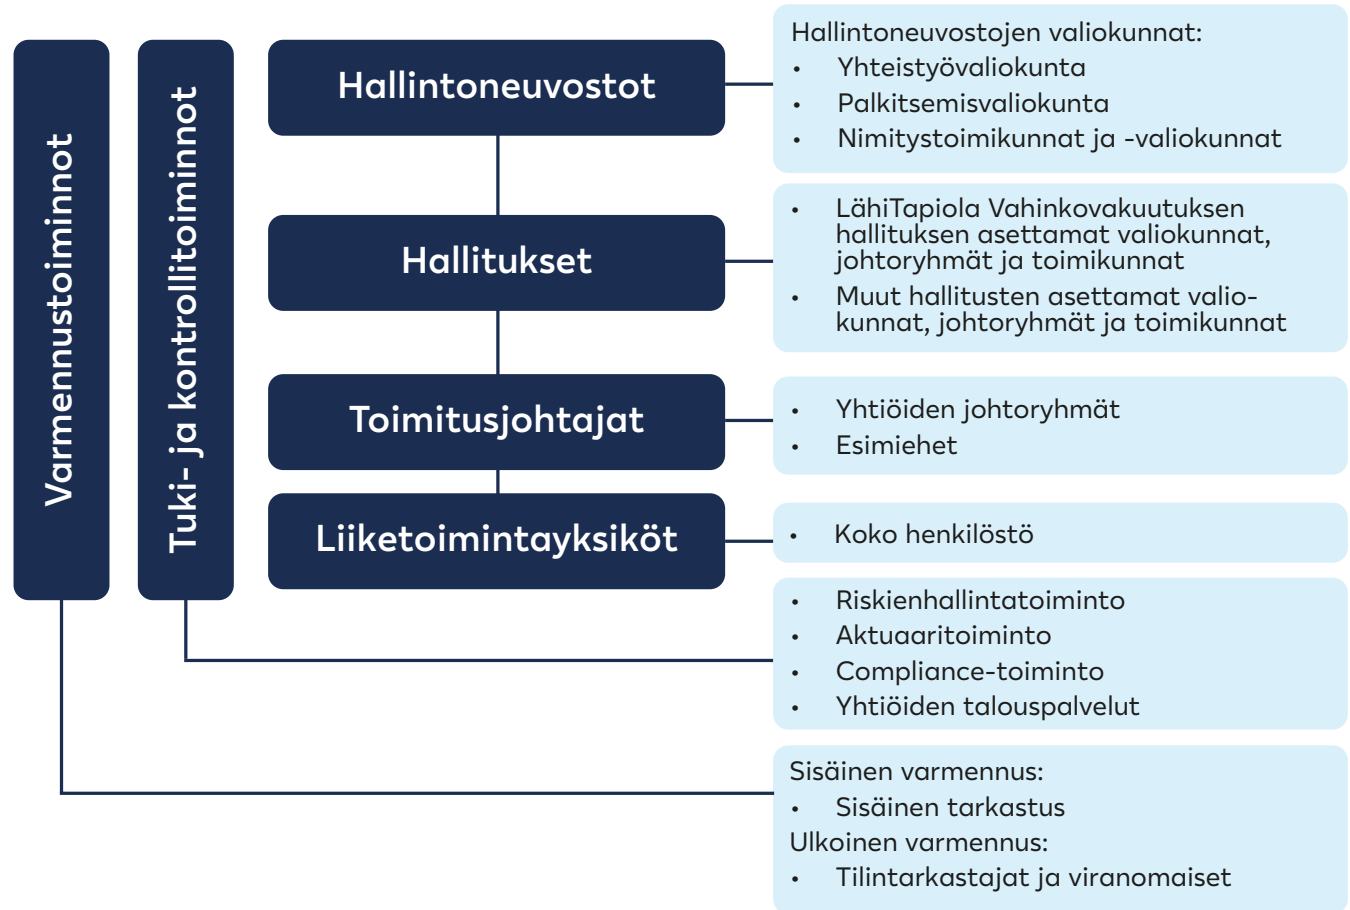 Varmennustoiminnot
Tuki- ja kontrollitoiminnot
Hallintoneuvostot
Hallintoneuvostojen valiokunnat:
• Yhteistyövaliokunta
• Palkitsemisvaliokunta
• Nimitystoimikunnat ja -valiokunnat
Hallitukset
• LähiTapiola Vahinkovakuutuksen
hallituksen asettamat valiokunnat,
johtoryhmät ja toimikunnat
• Muut hallitusten asettamat valio-
kunnat, johtoryhmät ja toimikunnat
Toimitusjohtajat
• Yhtiöiden johtoryhmät
• Esimiehet
Liiketoimintayksiköt
• Koko henkilöstö
• Riskienhallintatoiminto
• Aktuaaritoiminto
• Compliance-toiminto
• Yhtiöiden talouspalvelut
Sisäinen varmennus:
• Sisäinen tarkastus
Ulkoinen varmennus:
• Tilintarkastajat ja viranomaiset